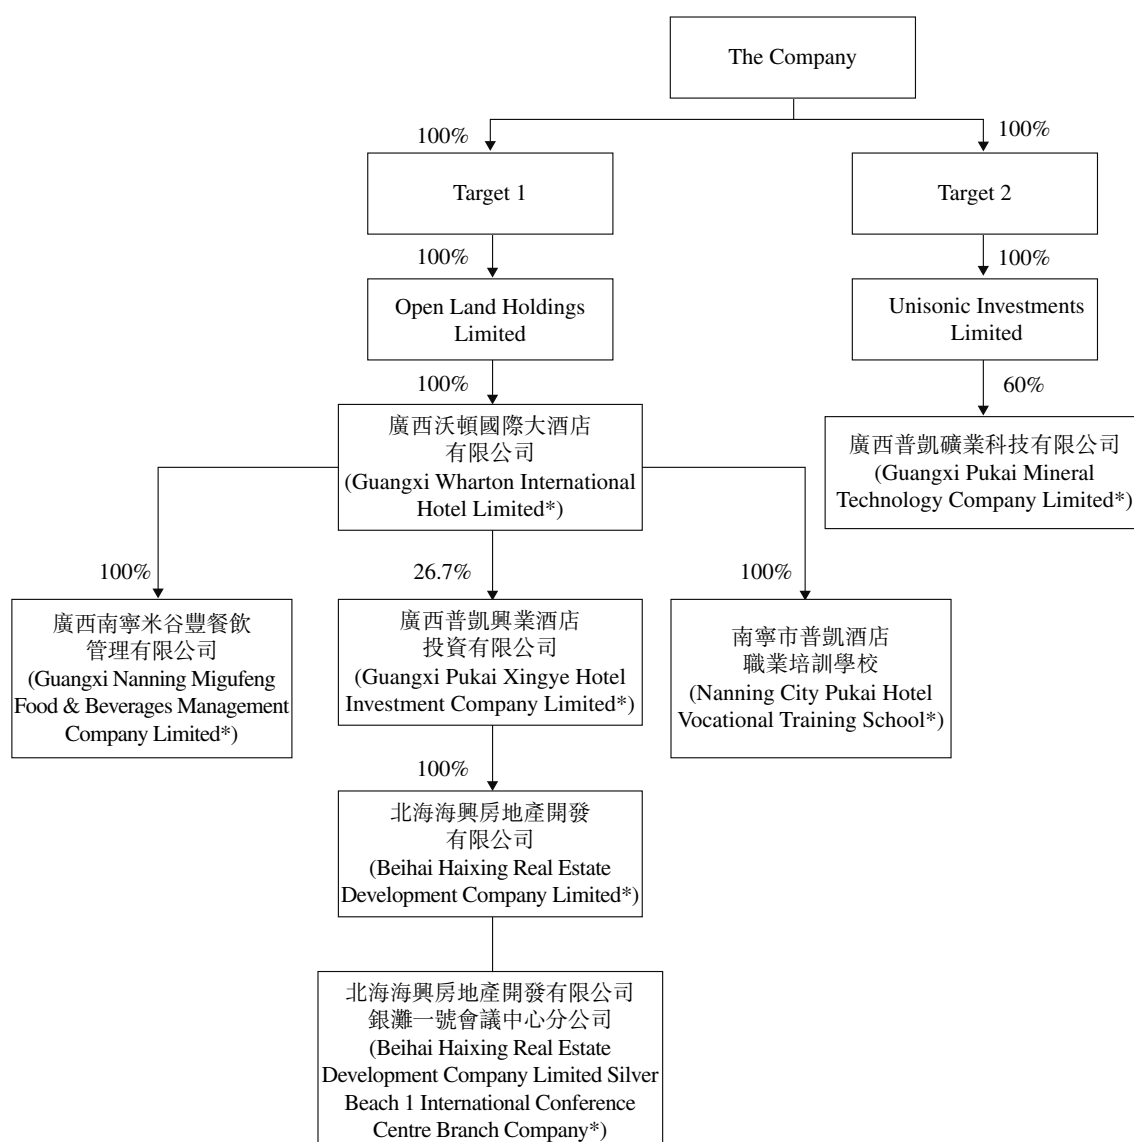 The Company
100%
100%
Target 1
Target 2
100%
100%
Open Land Holdings
Limited
Unisonic Investments
Limited
100%
60%
廣西沃頓國際大酒店
有限公司
(Guangxi Wharton International
Hotel Limited*)
廣西普凱礦業科技有限公司
(Guangxi Pukai Mineral
Technology Company Limited*)
100%
26.7%
100%
廣西南寧米谷豐餐飲
管理有限公司
(Guangxi Nanning Migufeng
Food & Beverages Management
Company Limited*)
廣西普凱興業酒店
投資有限公司
(Guangxi Pukai Xingye Hotel
Investment Company Limited*)
南寧市普凱酒店
職業培訓學校
(Nanning City Pukai Hotel
Vocational Training School*)
100%
北海海興房地產開發
有限公司
(Beihai Haixing Real Estate
Development Company Limited*)
北海海興房地產開發有限公司
銀灘一號會議中心分公司
(Beihai Haixing Real Estate
Development Company Limited Silver
Beach 1 International Conference
Centre Branch Company*)